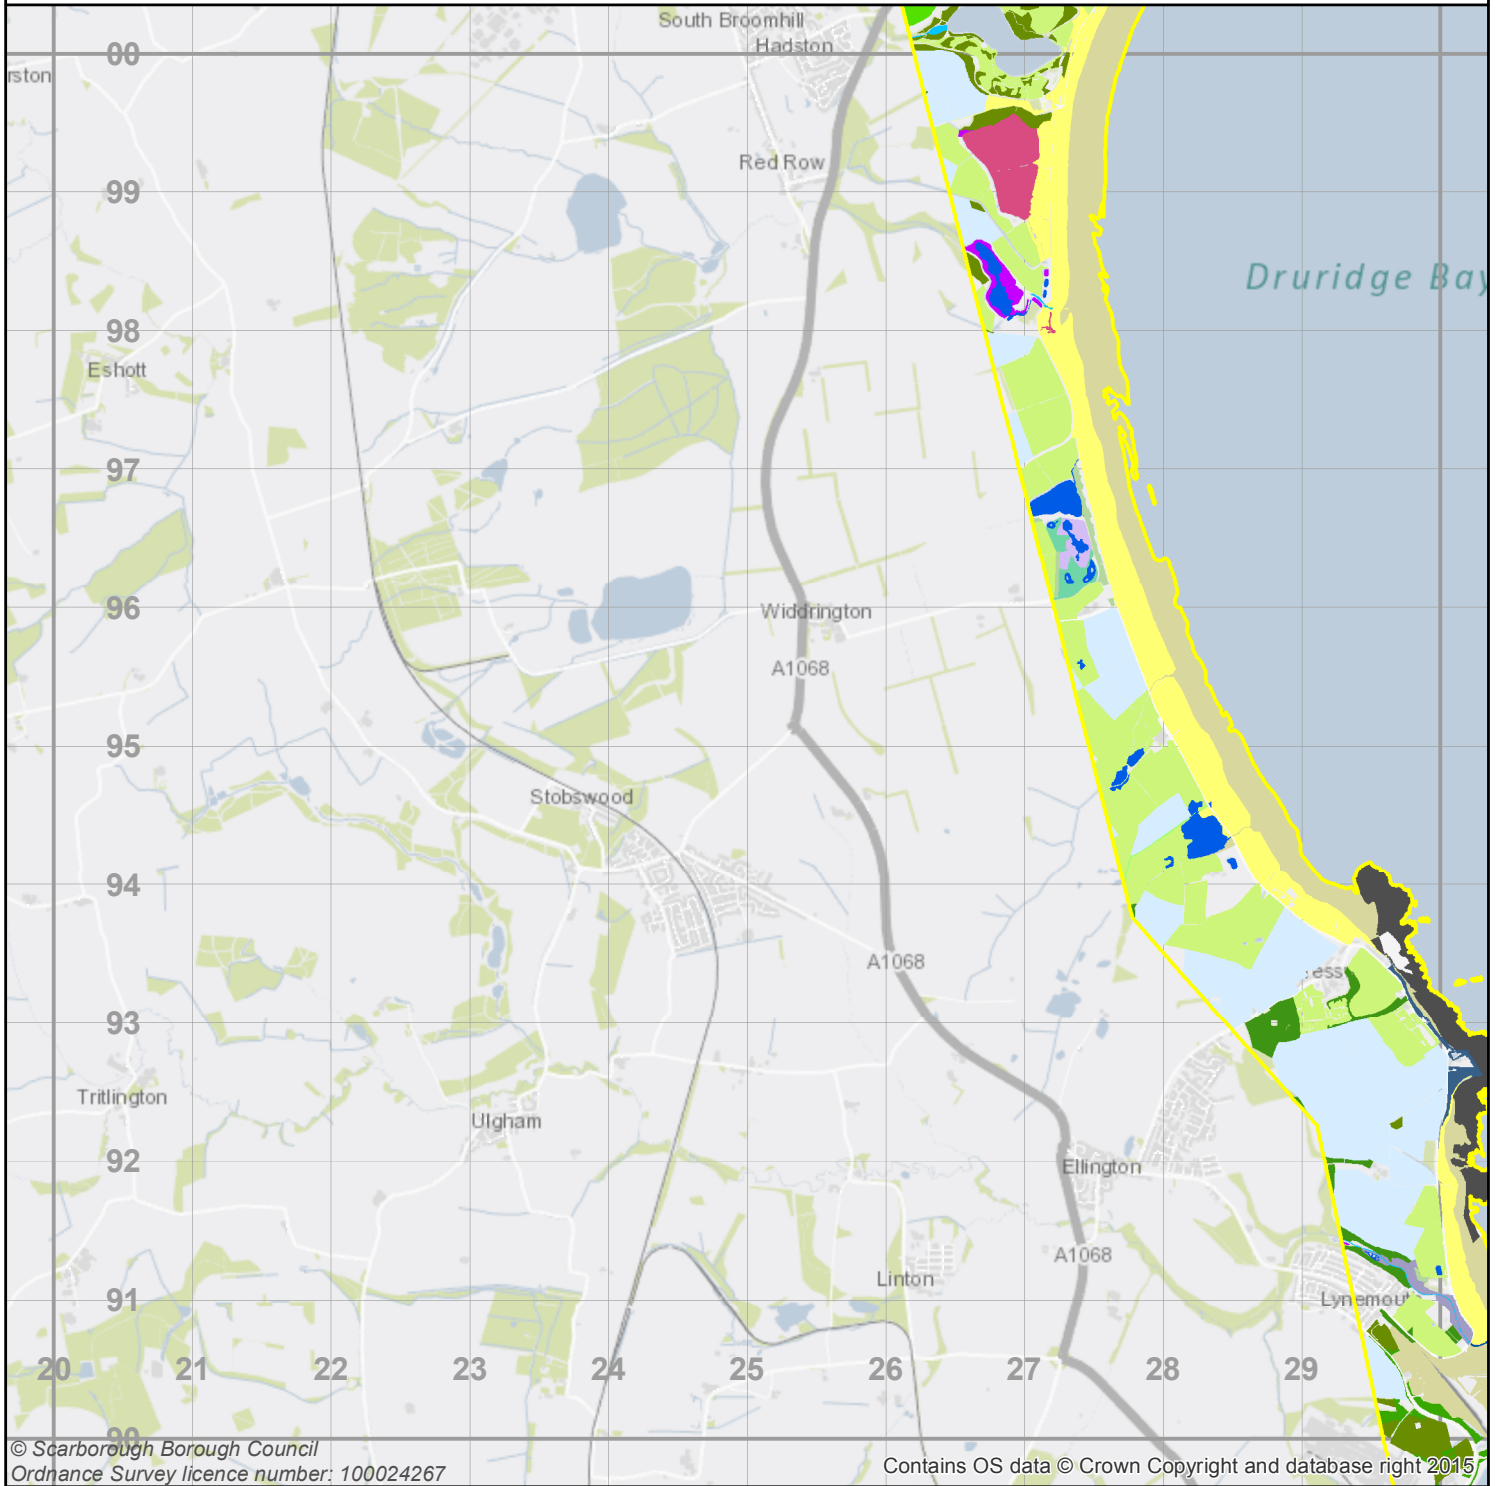 South Broomhill
Hadston
00
rston
Red Row
99
Druridge Bay
98
Eshott
97
96
Widdrington
A1068
95
Stobswood
94
A1068
ess
93
Tritlington
Ulgham
92
Ellington
A1068
Linton
91
Lynemout
20 21 22 23 24 25 26 27 28 29
90
© Scarborough Borough Council
Ordnance Survey licence number: 100024267
Contains OS data © Crown Copyright and database right 2015